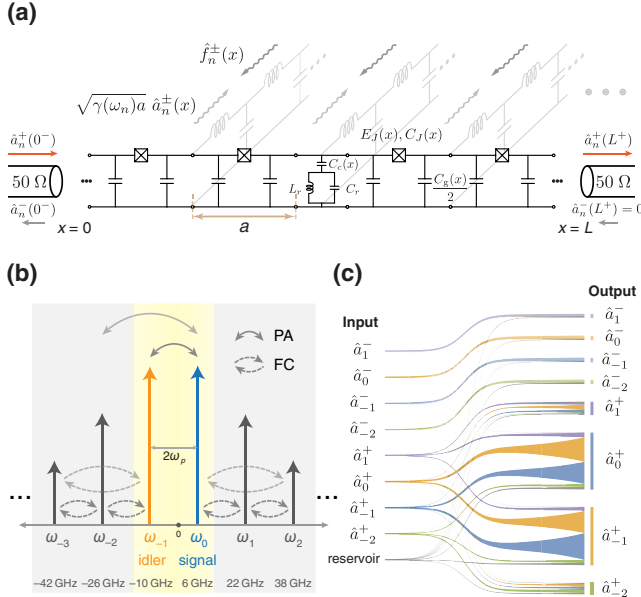 (a)
f̂ₙ^±(x)
√γ(ωₙ)a âₙ^±(x)
E_J(x), C_J(x)
âₙ⁺(0⁻)
âₙ⁺(L⁺)
C_c(x)
50 Ω
L_r
C_r
C_g(x)/2
50 Ω
âₙ⁻(0⁻)
âₙ⁻(L⁺) = 0
x = 0
a
x = L
(b)
PA
FC
2ω_p
0
ω₋₃ ω₋₂ ω₋₁ ω₀ ω₁ ω₂
idler signal
−42 GHz −26 GHz −10 GHz 6 GHz 22 GHz 38 GHz
(c)
Input
â₁⁻
â₀⁻
â₋₁⁻
â₋₂⁻
â₁⁺
â₀⁺
â₋₁⁺
â₋₂⁺
reservoir
Output
â₁⁻
â₀⁻
â₋₁⁻
â₋₂⁻
â₁⁺
â₀⁺
â₋₁⁺
â₋₂⁺